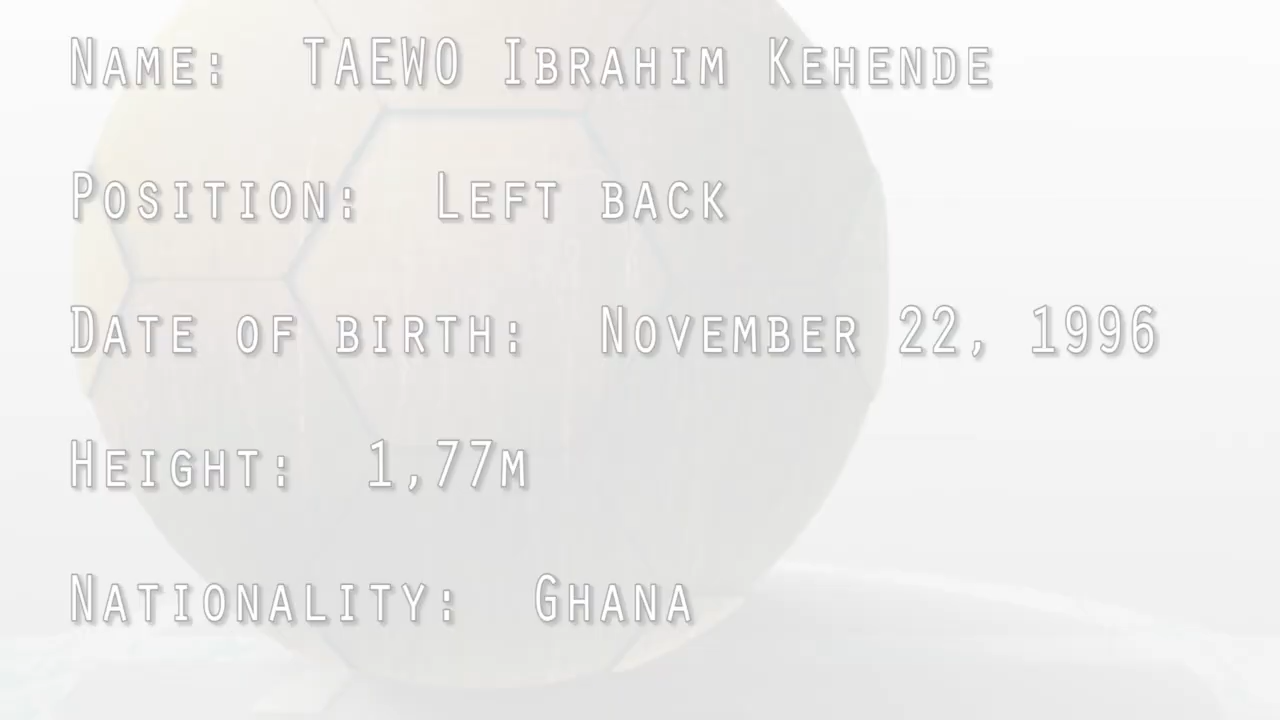 Name: TAEWO Ibrahim Kehende
Position: Left back
Date of birth: November 22, 1996
Height: 1,77m
Nationality: Ghana